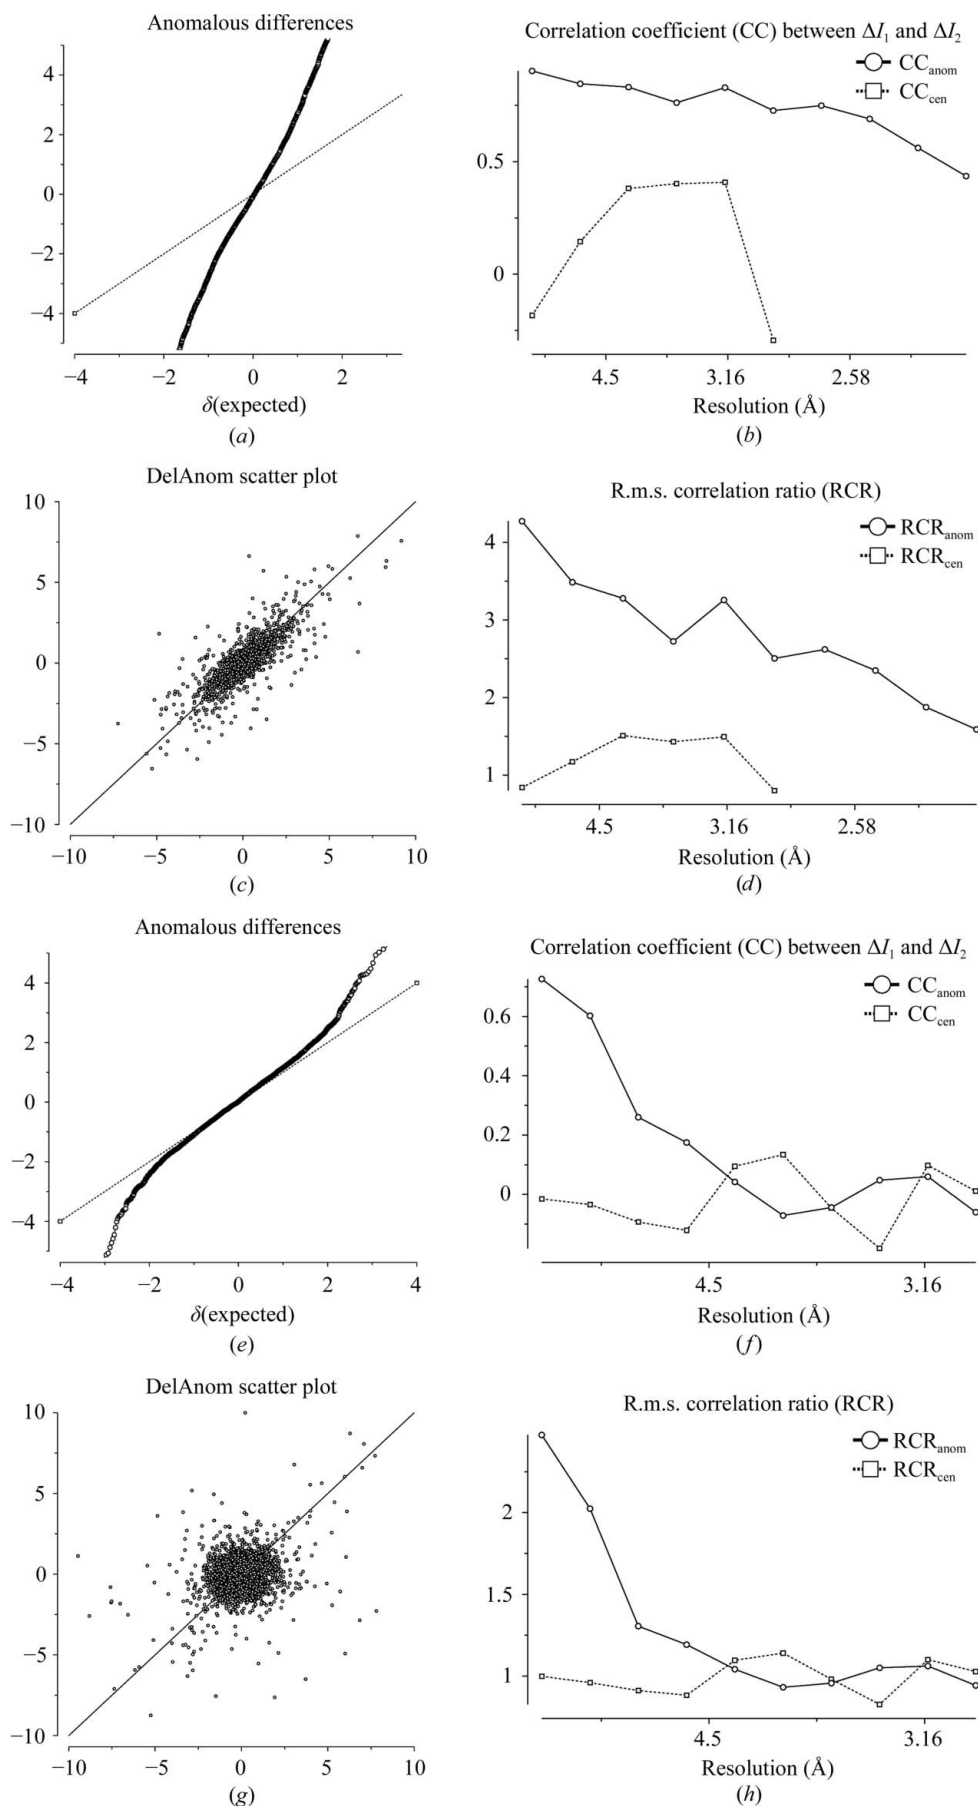 Anomalous differences
4
2
0
−2
−4
−4
−2
0
2
δ(expected)
(a)
Correlation coefficient (CC) between ΔI1 and ΔI2
CCanom
CCcen
0.5
0
4.5
3.16
2.58
Resolution (Å)
(b)
DelAnom scatter plot
10
5
0
−5
−10
−10
−5
0
5
10
(c)
R.m.s. correlation ratio (RCR)
RCRanom
RCRcen
4
3
2
1
4.5
3.16
2.58
Resolution (Å)
(d)
Anomalous differences
4
2
0
−2
−4
−4
−2
0
2
4
δ(expected)
(e)
Correlation coefficient (CC) between ΔI1 and ΔI2
CCanom
CCcen
0.6
0.4
0.2
0
4.5
3.16
Resolution (Å)
(f)
DelAnom scatter plot
10
5
0
−5
−10
−10
−5
0
5
10
(g)
R.m.s. correlation ratio (RCR)
RCRanom
RCRcen
2
1.5
1
4.5
3.16
Resolution (Å)
(h)